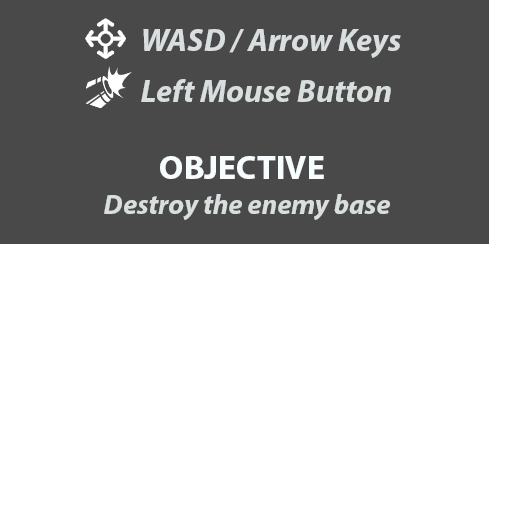 WASD / Arrow Keys
Left Mouse Button
OBJECTIVE
Destroy the enemy base